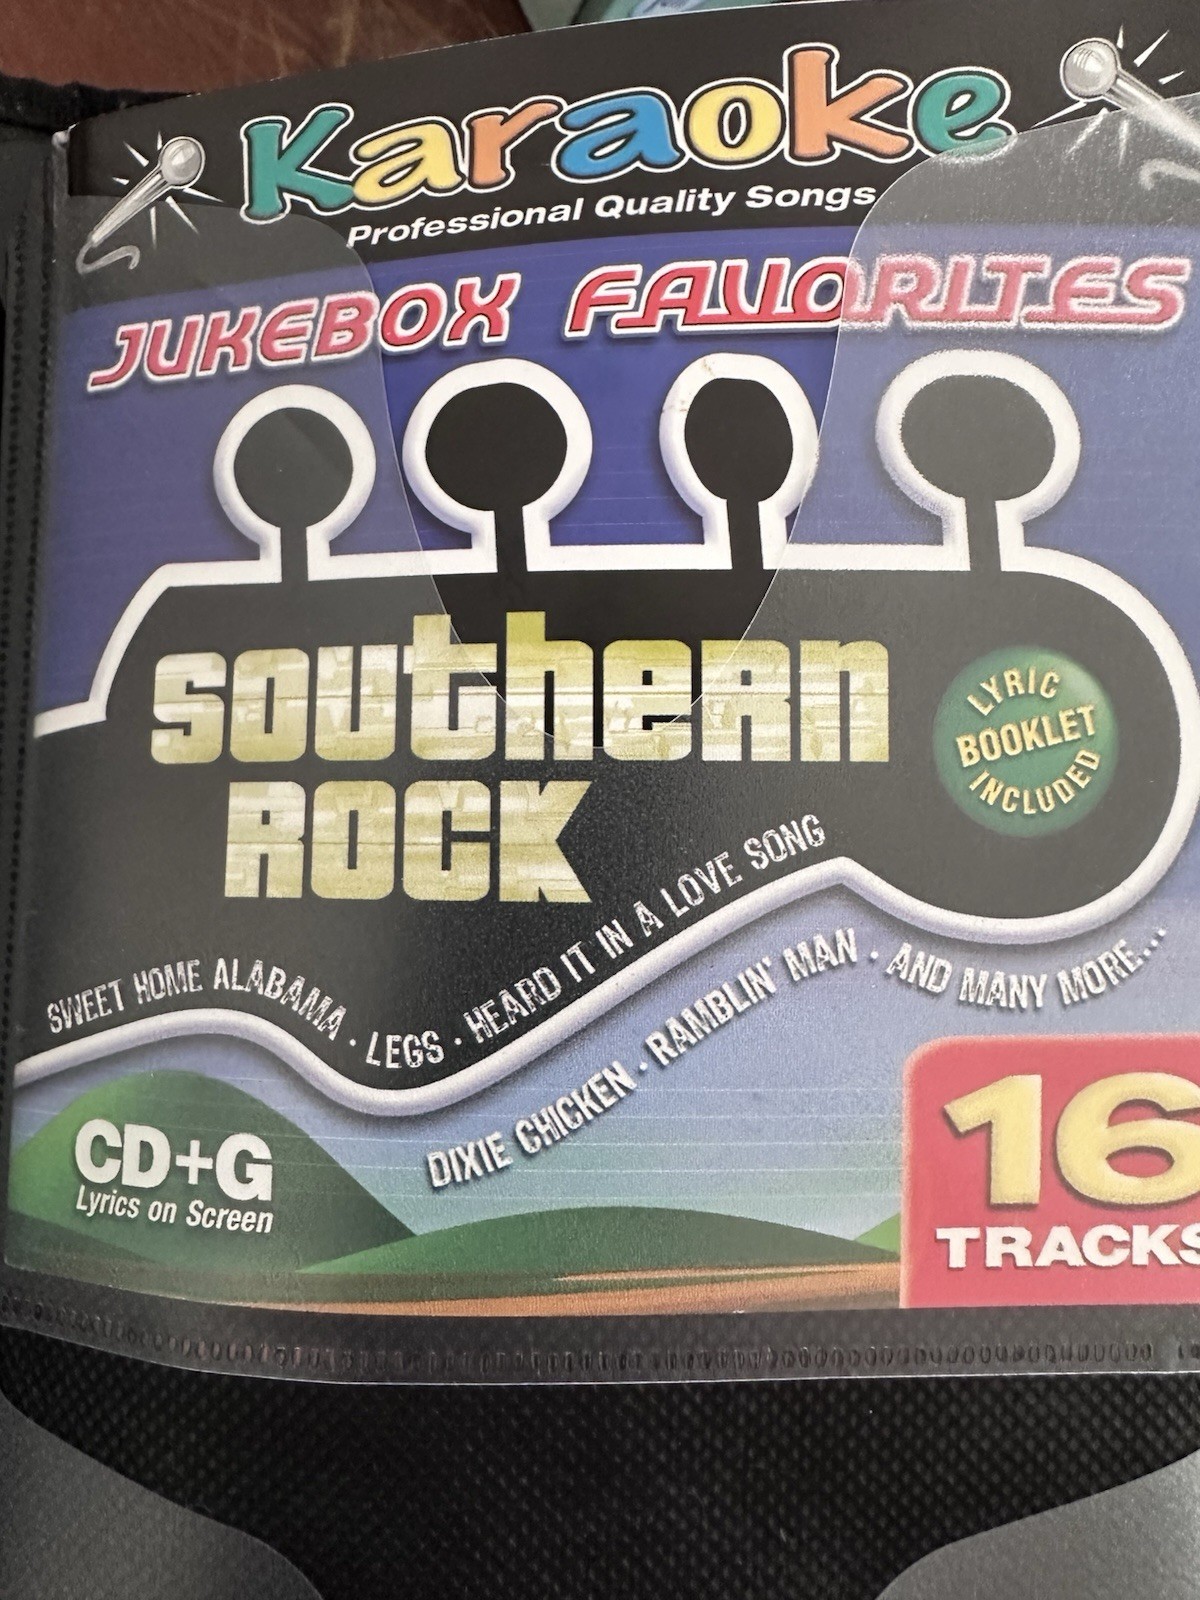 Karaoke
Professional Quality Songs
JUKEBOX FAVORITES
southern
ROCK
LYRIC
BOOKLET
INCLUDED
SWEET HOME ALABAMA · LEGS · HEARD IT IN A LOVE SONG
DIXIE CHICKEN · RAMBLIN' MAN · AND MANY MORE...
CD+G
Lyrics on Screen
16
TRACKS